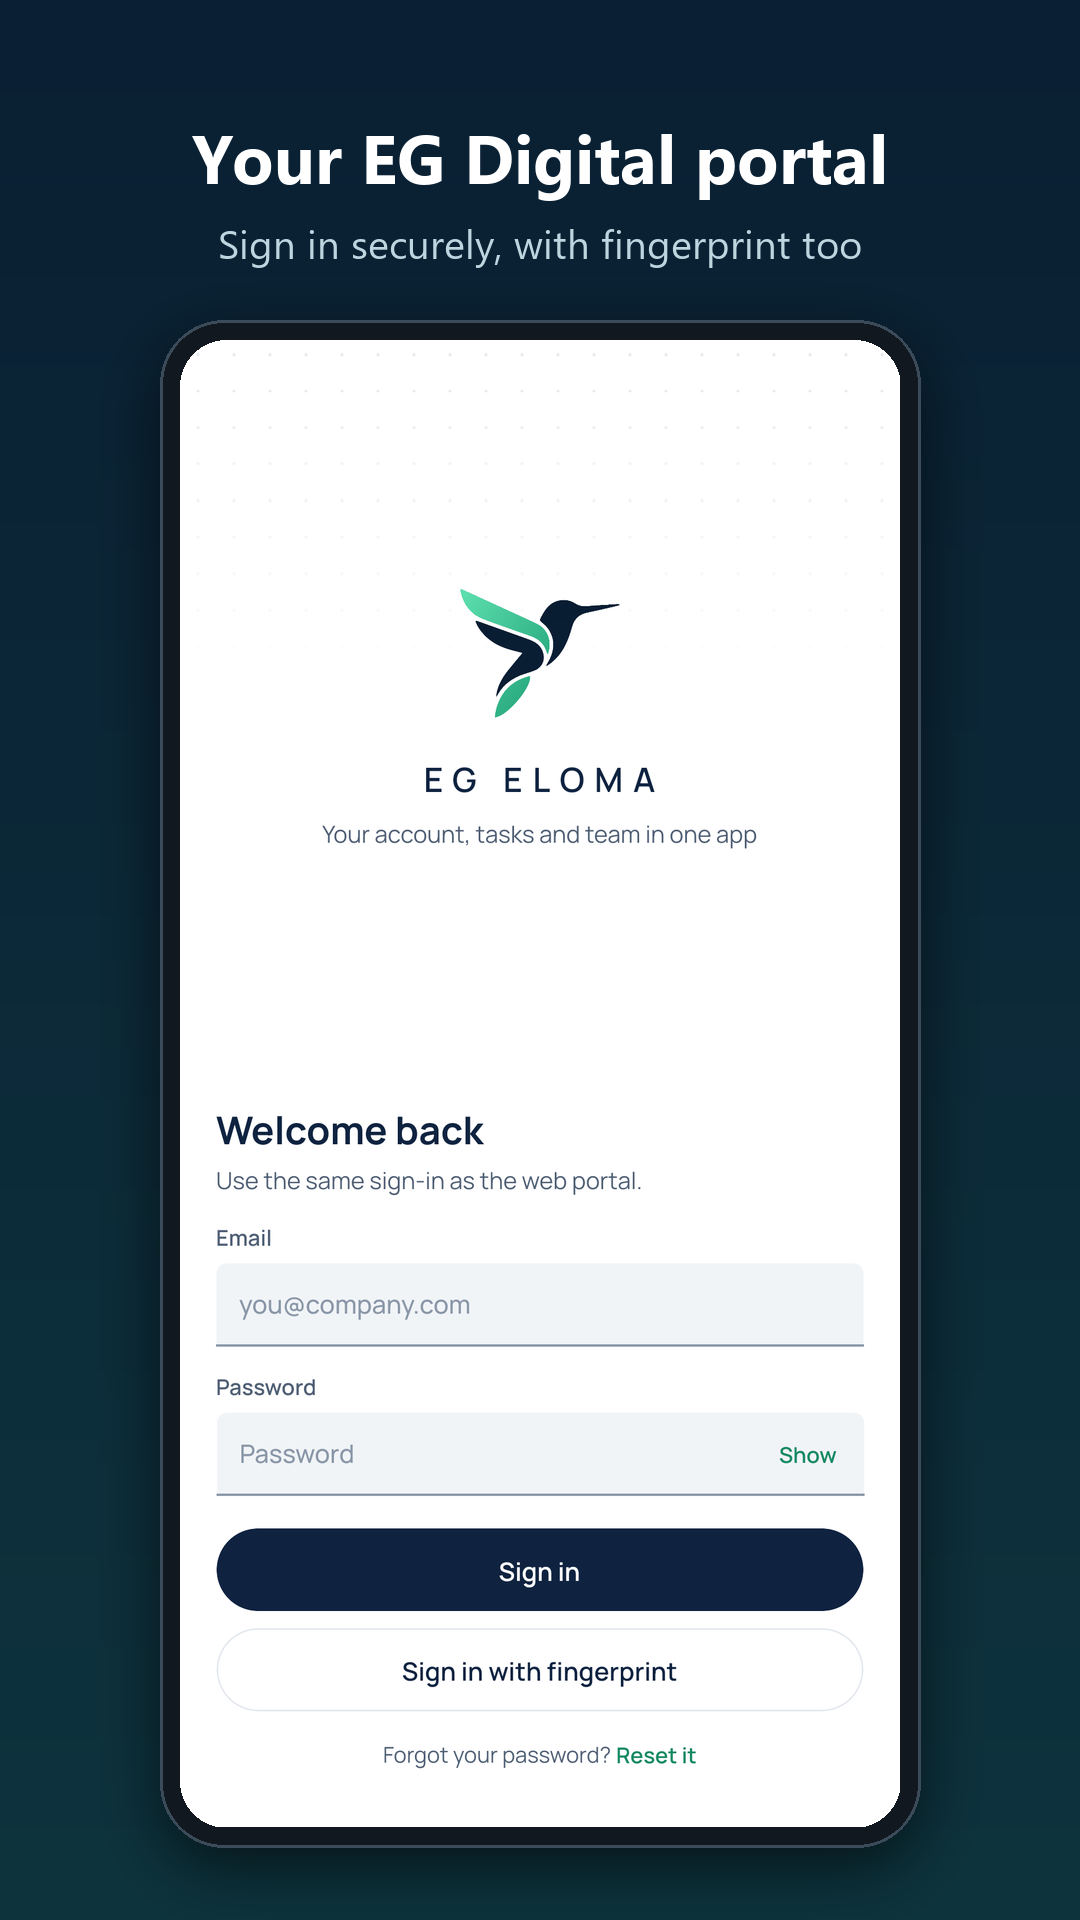 Your EG Digital portal
Sign in securely, with fingerprint too
EG ELOMA
Your account, tasks and team in one app
Welcome back
Use the same sign-in as the web portal.
Email
you@company.com
Password
Password
Show
Sign in
Sign in with fingerprint
Forgot your password? Reset it